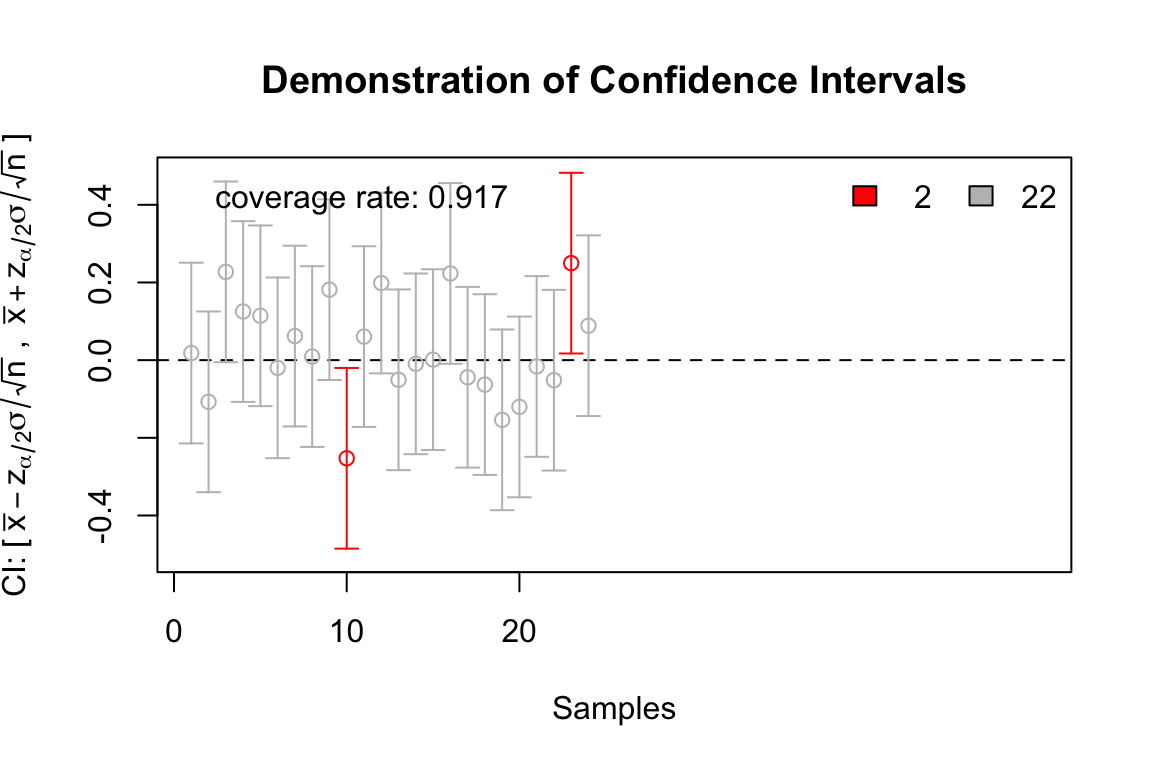 Demonstration of Confidence Intervals
CI: [ x̅ − zα/2σ/√n , x̅ + zα/2σ/√n ]
coverage rate: 0.917
2
22
0.4
0.2
0.0
-0.4
0 10 20
Samples